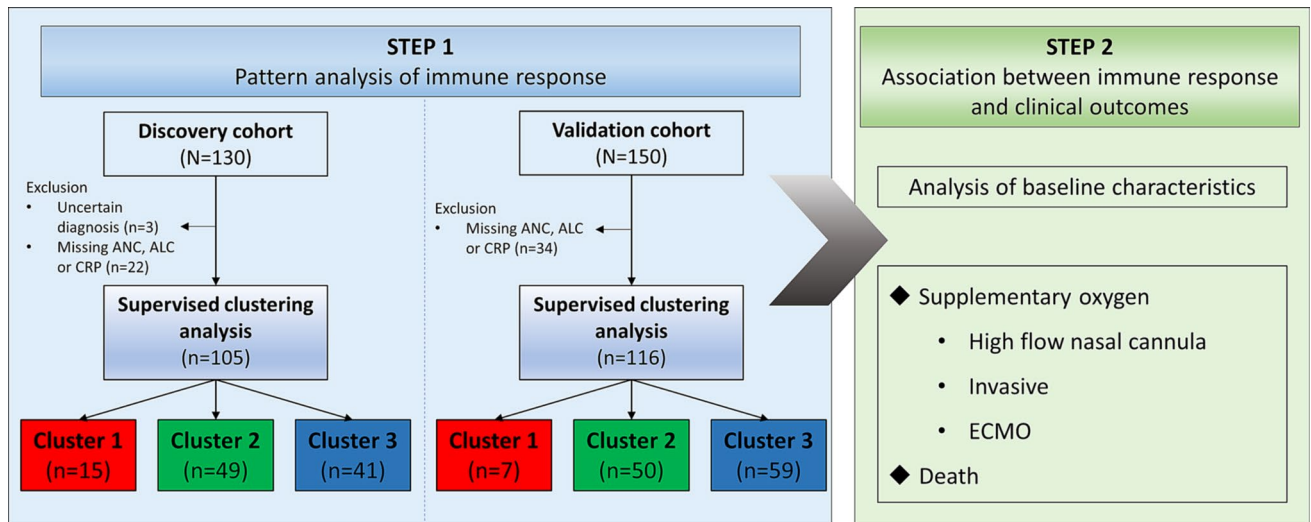 STEP 1
Pattern analysis of immune response
Discovery cohort
(N=130)
Exclusion
• Uncertain
diagnosis (n=3)
• Missing ANC, ALC
or CRP (n=22)
Supervised clustering
analysis
(n=105)
Cluster 1
(n=15)
Cluster 2
(n=49)
Cluster 3
(n=41)
Validation cohort
(N=150)
Exclusion
• Missing ANC, ALC
or CRP (n=34)
Supervised clustering
analysis
(n=116)
Cluster 1
(n=7)
Cluster 2
(n=50)
Cluster 3
(n=59)
STEP 2
Association between immune response
and clinical outcomes
Analysis of baseline characteristics
◆ Supplementary oxygen
• High flow nasal cannula
• Invasive
• ECMO
◆ Death